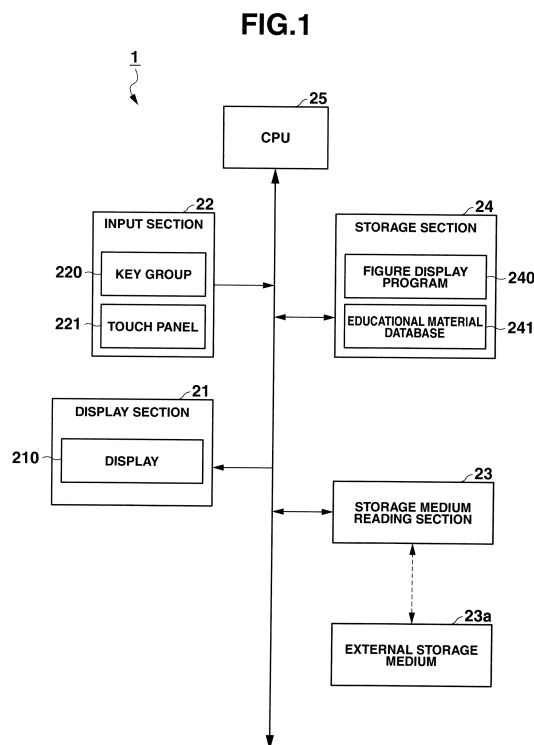 FIG.1
1
25
CPU
22
INPUT SECTION
220
KEY GROUP
221
TOUCH PANEL
24
STORAGE SECTION
FIGURE DISPLAY
PROGRAM
240
EDUCATIONAL MATERIAL
DATABASE
241
21
DISPLAY SECTION
210
DISPLAY
23
STORAGE MEDIUM
READING SECTION
23a
EXTERNAL STORAGE
MEDIUM